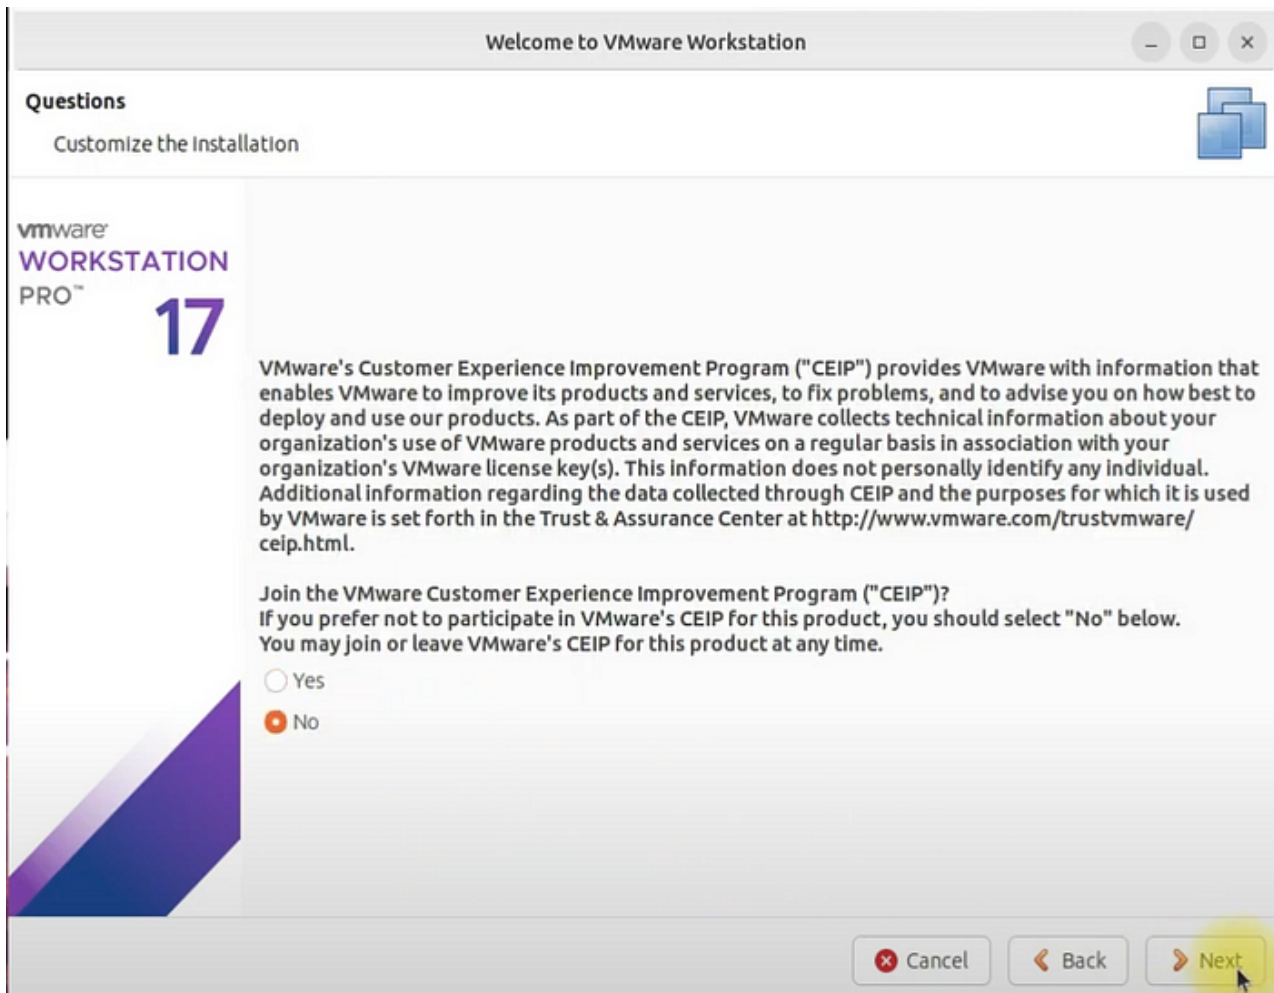 Welcome to VMware Workstation
Questions
Customize the Installation
vmware
WORKSTATION
PRO™
17
VMware's Customer Experience Improvement Program ("CEIP") provides VMware with information that
enables VMware to improve its products and services, to fix problems, and to advise you on how best to
deploy and use our products. As part of the CEIP, VMware collects technical information about your
organization's use of VMware products and services on a regular basis in association with your
organization's VMware license key(s). This information does not personally identify any individual.
Additional information regarding the data collected through CEIP and the purposes for which it is used
by VMware is set forth in the Trust & Assurance Center at http://www.vmware.com/trustvmware/
ceip.html.
Join the VMware Customer Experience Improvement Program ("CEIP")?
If you prefer not to participate in VMware's CEIP for this product, you should select "No" below.
You may join or leave VMware's CEIP for this product at any time.
Yes
No
Cancel
Back
Next